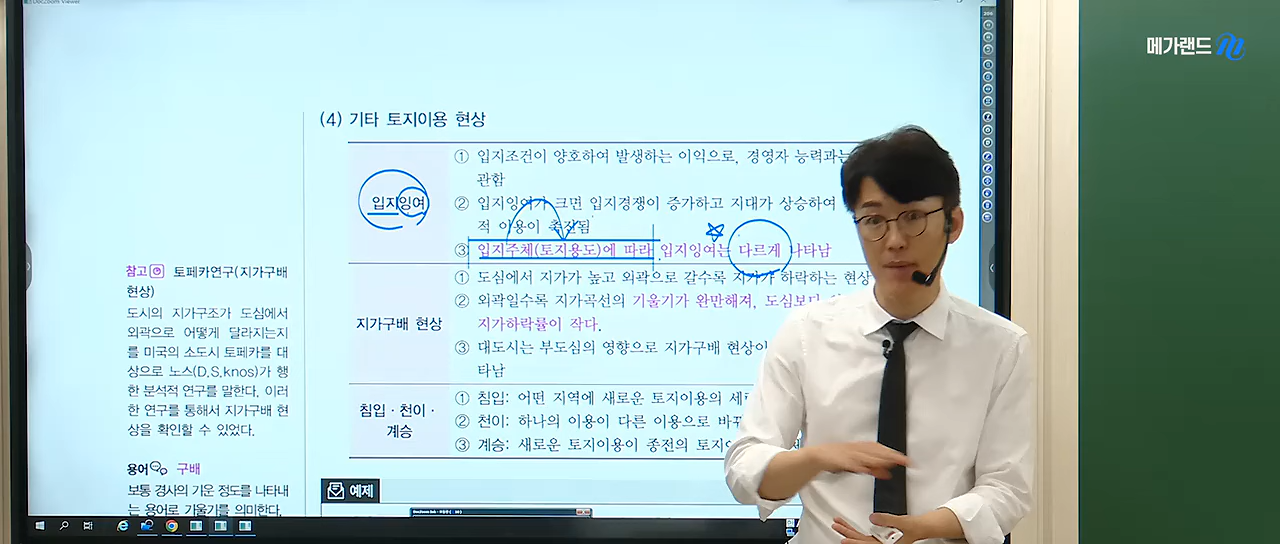 DocZoom Viewer
메가랜드
(4) 기타 토지이용 현상
입지잉여
① 입지조건이 양호하여 발생하는 이익으로, 경영자 능력과는
관함
② 입지잉여가 크면 입지경쟁이 증가하고 지대가 상승하여
적 이용이 촉진됨
③ 입지주체(토지용도)에 따라 입지잉여는 다르게 나타남
지가구배 현상
① 도심에서 지가가 높고 외곽으로 갈수록 지가가 하락하는 현상
② 외곽일수록 지가곡선의 기울기가 완만해져, 도심보다
지가하락률이 작다.
③ 대도시는 부도심의 영향으로 지가구배 현상이
타남
침입 · 천이 ·
계승
① 침입: 어떤 지역에 새로운 토지이용의
② 천이: 하나의 이용이 다른 이용으로
③ 계승: 새로운 토지이용이 종전의
예제
참고 토페카연구(지가구배
현상)
도시의 지가구조가 도심에서
외곽으로 어떻게 달라지는지
를 미국의 소도시 토페카를 대
상으로 노스(D.S.knos)가 행
한 분석적 연구를 말한다. 이러
한 연구를 통해서 지가구배 현
상을 확인할 수 있었다.
용어 구배
보통 경사의 기운 정도를 나타내
는 용어로 기울기를 의미한다.